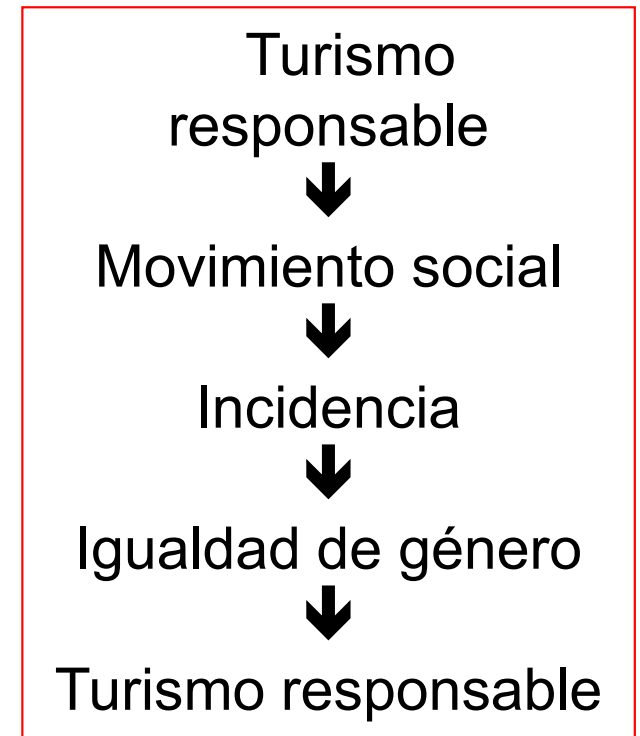 Turismo
responsable
🡻
Movimiento social
🡻
Incidencia
🡻
Igualdad de género
🡻
Turismo responsable